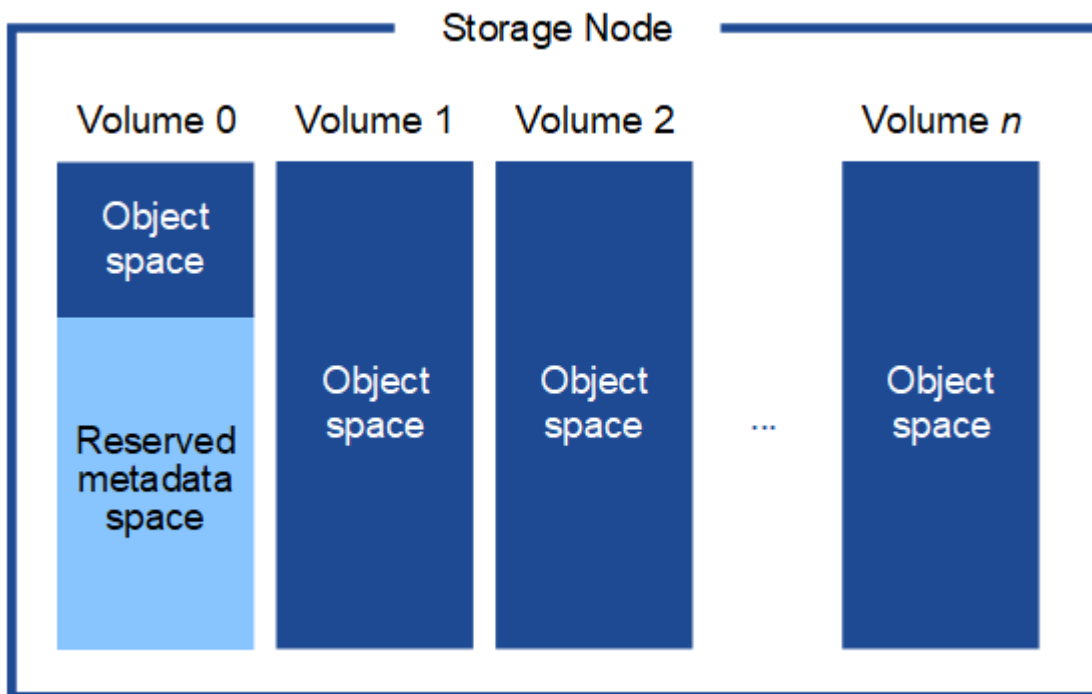 Storage Node
Volume 0
Volume 1
Volume 2
Volume n
Object
space
Reserved
metadata
space
Object
space
Object
space
...
Object
space